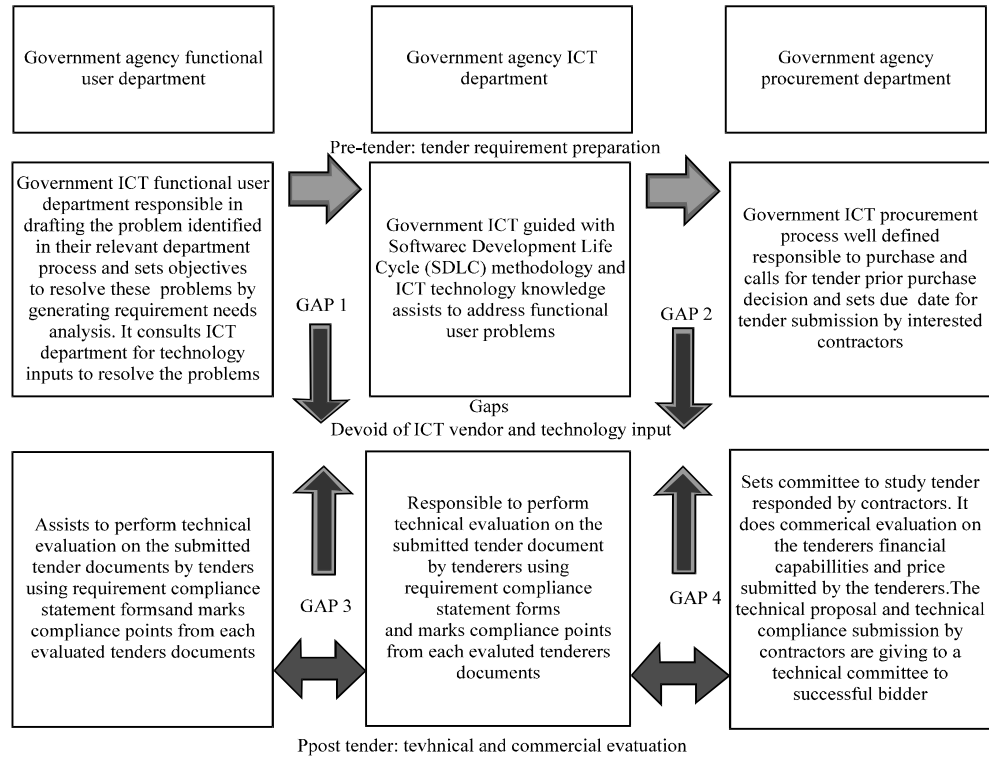 Government agency functional
user department
Government agency ICT
department
Government agency
procurement department
Pre-tender: tender requirement preparation
Government ICT functional user
department responsible in
drafting the problem identified
in their relevant department
process and sets objectives
to resolve these problems by
generating requirement needs
analysis. It consults ICT
department for technology
inputs to resolve the problems
GAP 1
Government ICT guided with
Softwarec Development Life
Cycle (SDLC) methodology and
ICT technology knowledge
assists to address functional
user problems
GAP 2
Government ICT procurement
process well defined
responsible to purchase and
calls for tender prior purchase
decision and sets due date for
tender submission by interested
contractors
Gaps
Devoid of ICT vendor and technology input
Assists to perform technical
evaluation on the submitted
tender documents by tenders
using requirement compliance
statement formsand marks
compliance points from each
evaluated tenders documents
GAP 3
Responsible to perform
technical evaluation on the
submitted tender document
by tenderers using
requirement compliance
statement forms
and marks compliance points
from each evaluted tenderers
documents
GAP 4
Sets committee to study tender
responded by contractors. It
does commerical evaluation on
the tenderers financial
capabillities and price
submitted by the tenderers.The
technical proposal and technical
compliance submission by
contractors are giving to a
technical committee to
successful bidder
Ppost tender: tevhnical and commercial evatuation